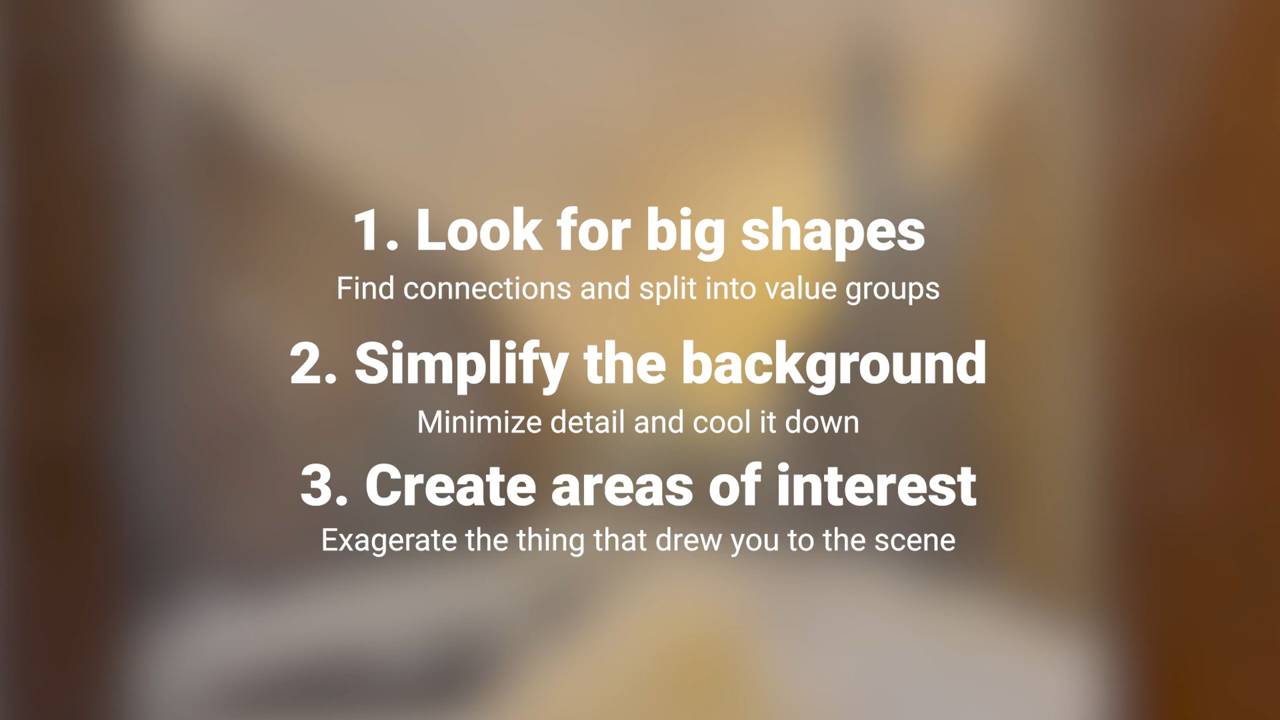 1. Look for big shapes
Find connections and split into value groups
2. Simplify the background
Minimize detail and cool it down
3. Create areas of interest
Exagerate the thing that drew you to the scene